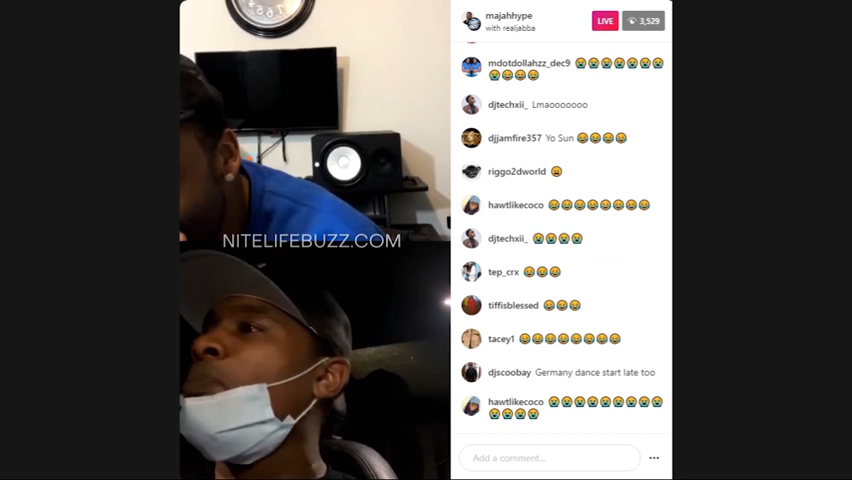 majahhype
with realjabba
LIVE
3,529
mdotdollahzz_dec9 😭😭😭😭😭😭😭
😭😂😂😂
djtechxii_ Lmaooooooo
djjamfire357 Yo Sun 😂😂😂😂
riggo2dworld 😩
hawtlikecoco 😂😂😂😂😂😂😂😂
djtechxii_ 😭😭😭😭
tep_crx 😂😂😂
tiffisblessed 😂😂😂
tacey1 😂😂😂😂😂😂😂😂
djscoobay Germany dance start late too
hawtlikecoco 😭😭😭😭😭😭😭😭😭
😭😭😭😭
Add a comment...
NITELIFEBUZZ.COM